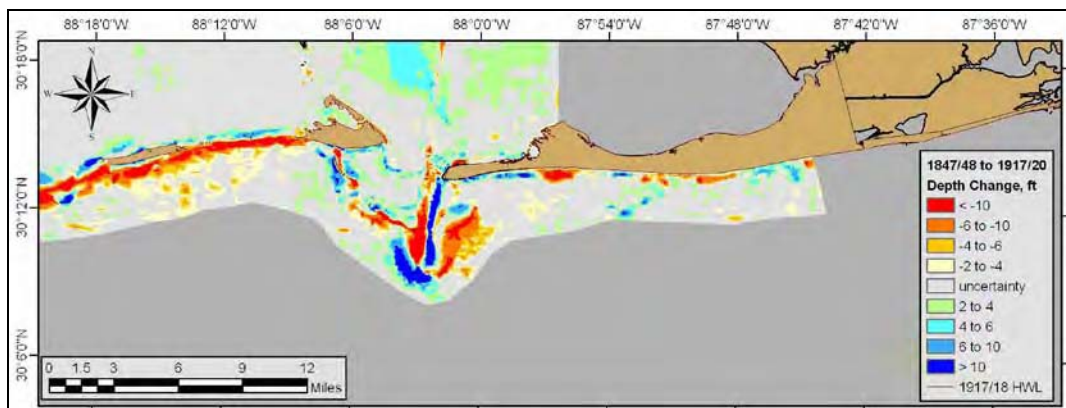 88°18'0"W 88°12'0"W 88°6'0"W 88°0'0"W 87°54'0"W 87°48'0"W 87°42'0"W 87°36'0"W
30°18'0"N
N
W E
S
30°12'0"N
30°6'0"N
1847/48 to 1917/20
Depth Change, ft
< -10
-6 to -10
-4 to -6
-2 to -4
uncertainty
2 to 4
4 to 6
6 to 10
> 10
1917/18 HWL
0 1.5 3 6 9 12
Miles